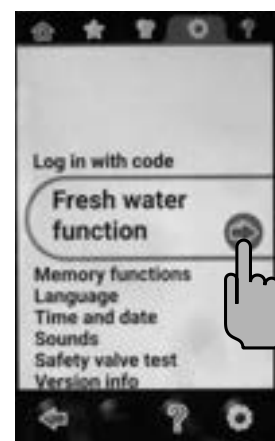 Log in with code
Fresh water
function
Memory functions
Language
Time and date
Sounds
Safety valve test
Version info